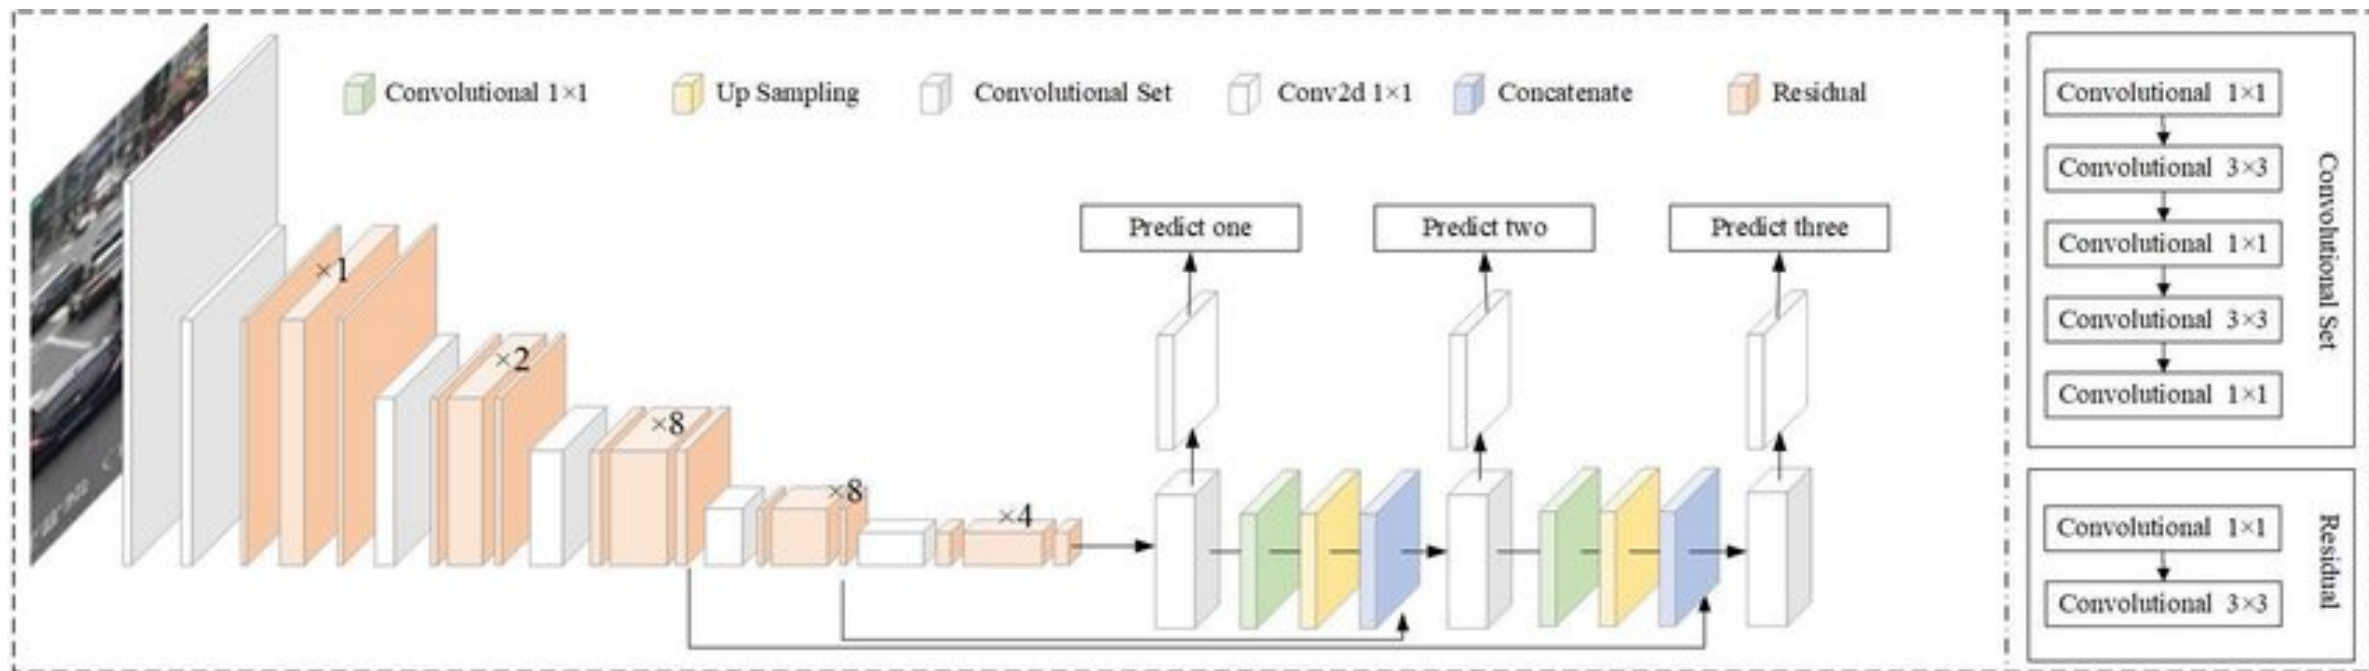 Convolutional 1×1
Up Sampling
Convolutional Set
Conv2d 1×1
Concatenate
Residual
×1
×2
×8
×8
×4
Predict one
Predict two
Predict three
Convolutional 1×1
Convolutional 3×3
Convolutional 1×1
Convolutional 3×3
Convolutional 1×1
Convolutional Set
Convolutional 1×1
Convolutional 3×3
Residual